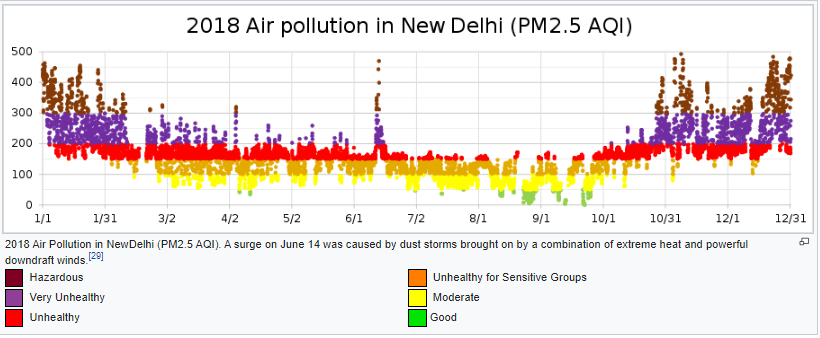 2018 Air pollution in New Delhi (PM2.5 AQI)
500
400
300
200
100
0
1/1 1/31 3/2 4/2 5/2 6/1 7/2 8/1 9/1 10/1 10/31 12/1 12/31
2018 Air Pollution in NewDelhi (PM2.5 AQI). A surge on June 14 was caused by dust storms brought on by a combination of extreme heat and powerful
downdraft winds.[29]
Hazardous Unhealthy for Sensitive Groups
Very Unhealthy Moderate
Unhealthy Good